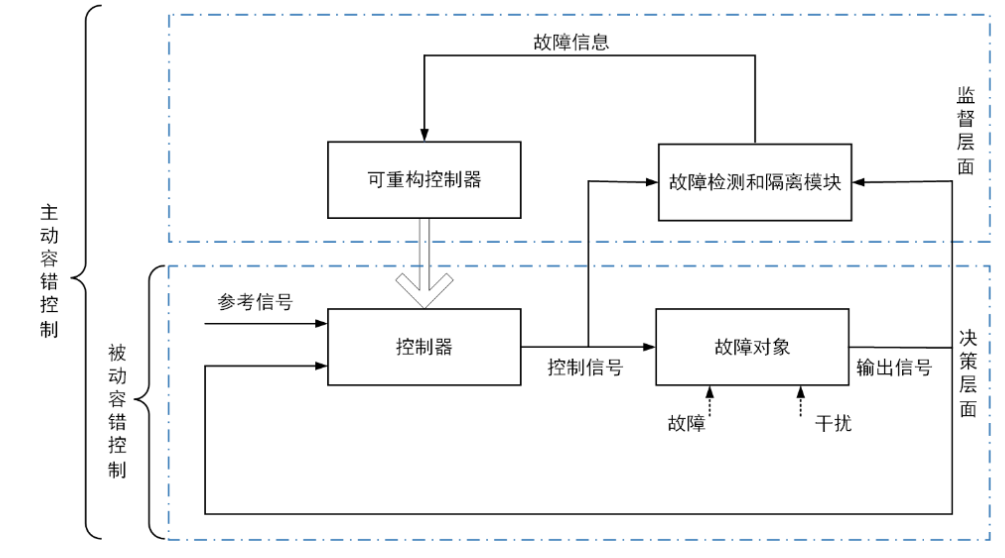 故障信息
监督层面
可重构控制器
故障检测和隔离模块
主动容错控制
参考信号
控制器
故障对象
控制信号
输出信号
决策层面
被动容错控制
故障
干扰